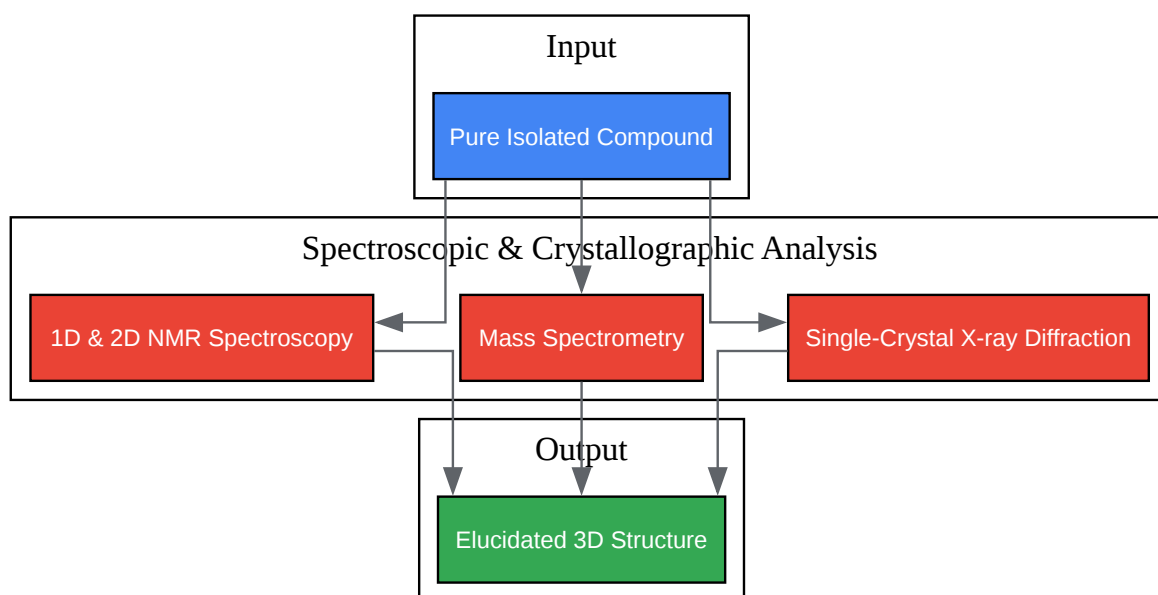 Input
Pure Isolated Compound
Spectroscopic & Crystallographic Analysis
1D & 2D NMR Spectroscopy
Mass Spectrometry
Single-Crystal X-ray Diffraction
Output
Elucidated 3D Structure